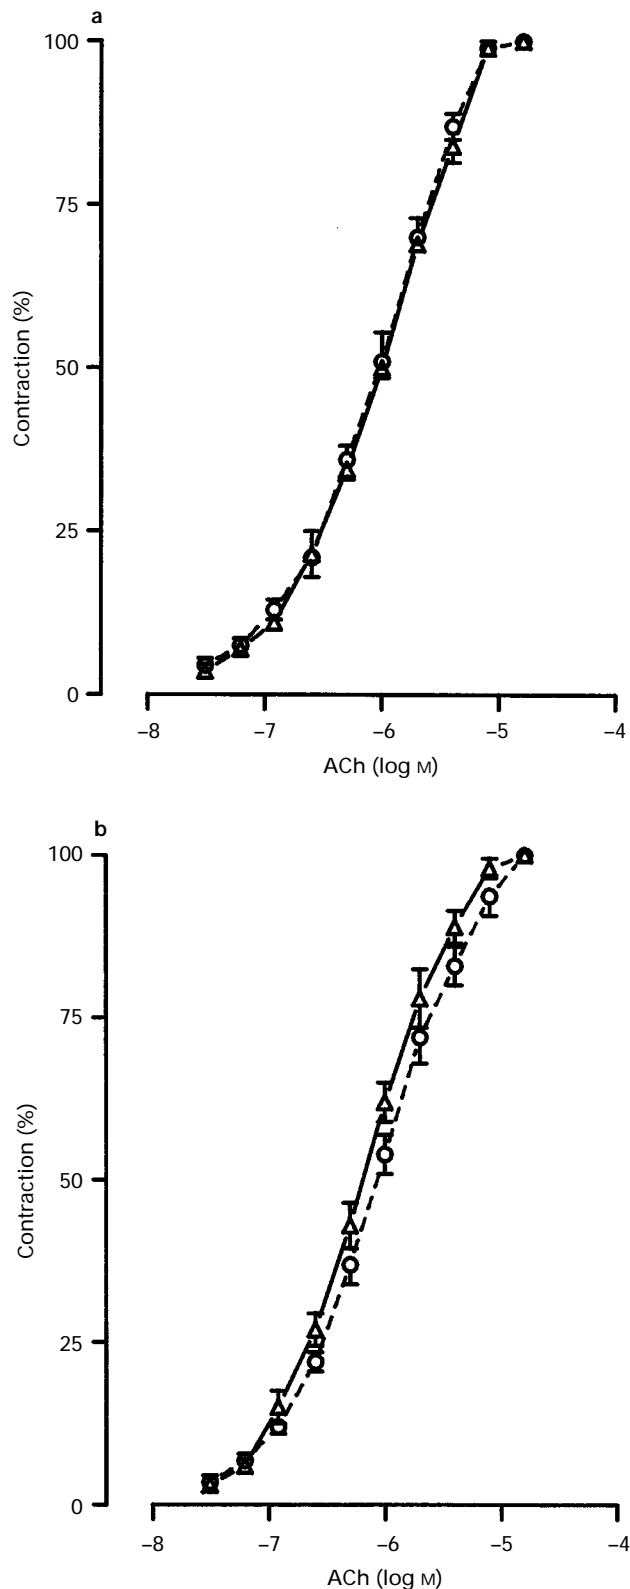 a
100
75
50
25
0
Contraction (%)
–8 –7 –6 –5 –4
ACh (log M)
b
100
75
50
25
0
Contraction (%)
–8 –7 –6 –5 –4
ACh (log M)